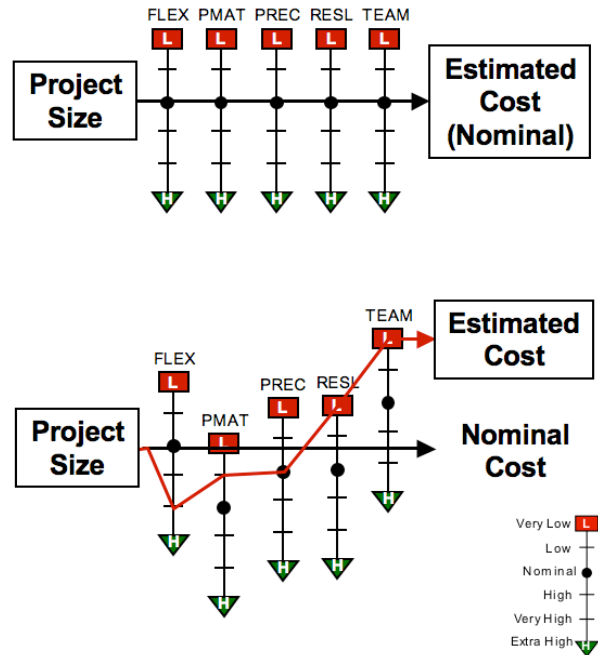 FLEX PMAT PREC RESL TEAM
L L L L L
Project
Size
Estimated
Cost
(Nominal)
H H H H H
TEAM
L
Estimated
Cost
FLEX
L
PREC
L
RESL
L
PMAT
L
Project
Size
Nominal
Cost
H
H
H
H
H
Very Low L
Low
Nominal
High
Very High
Extra High H